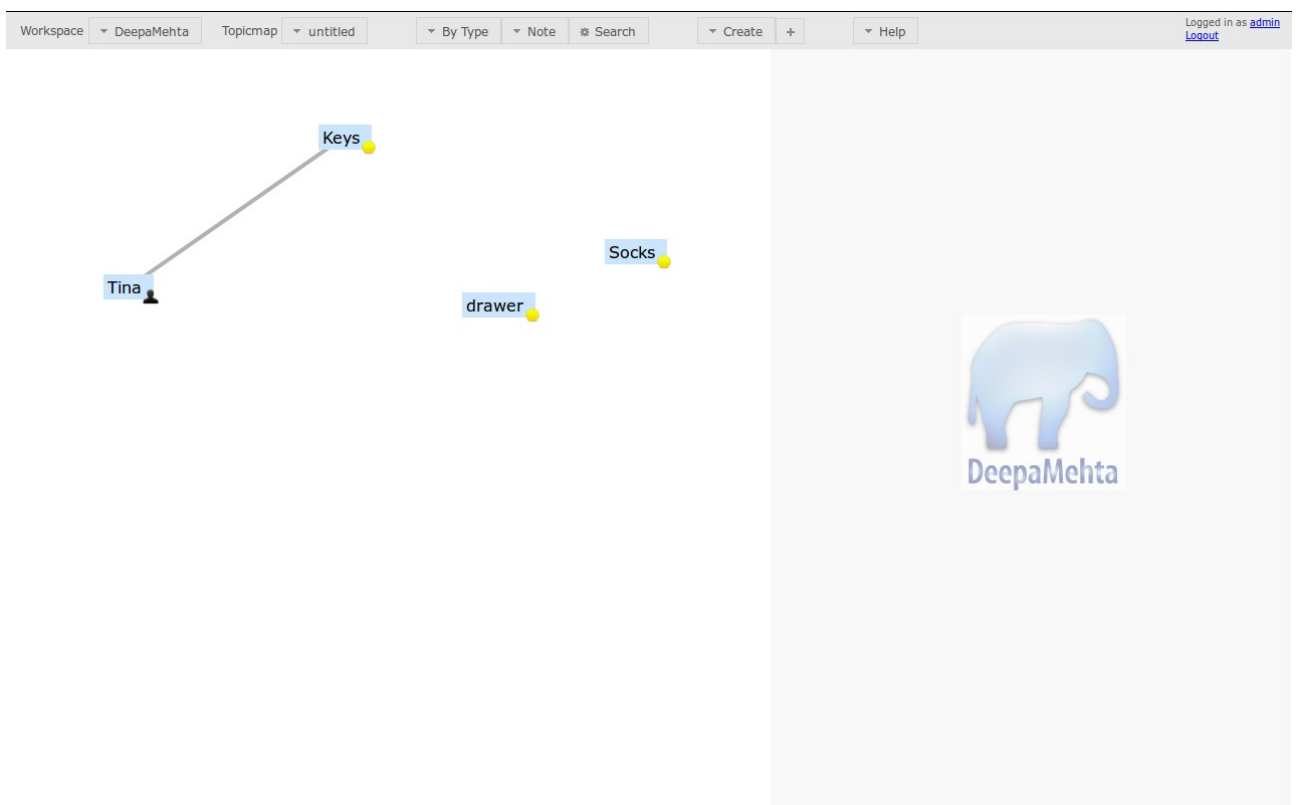 Workspace DeepaMehta Topicmap untitled By Type Note Search Create + Help Logged in as admin
Logout
Keys
Socks
Tina
drawer
DeepaMehta